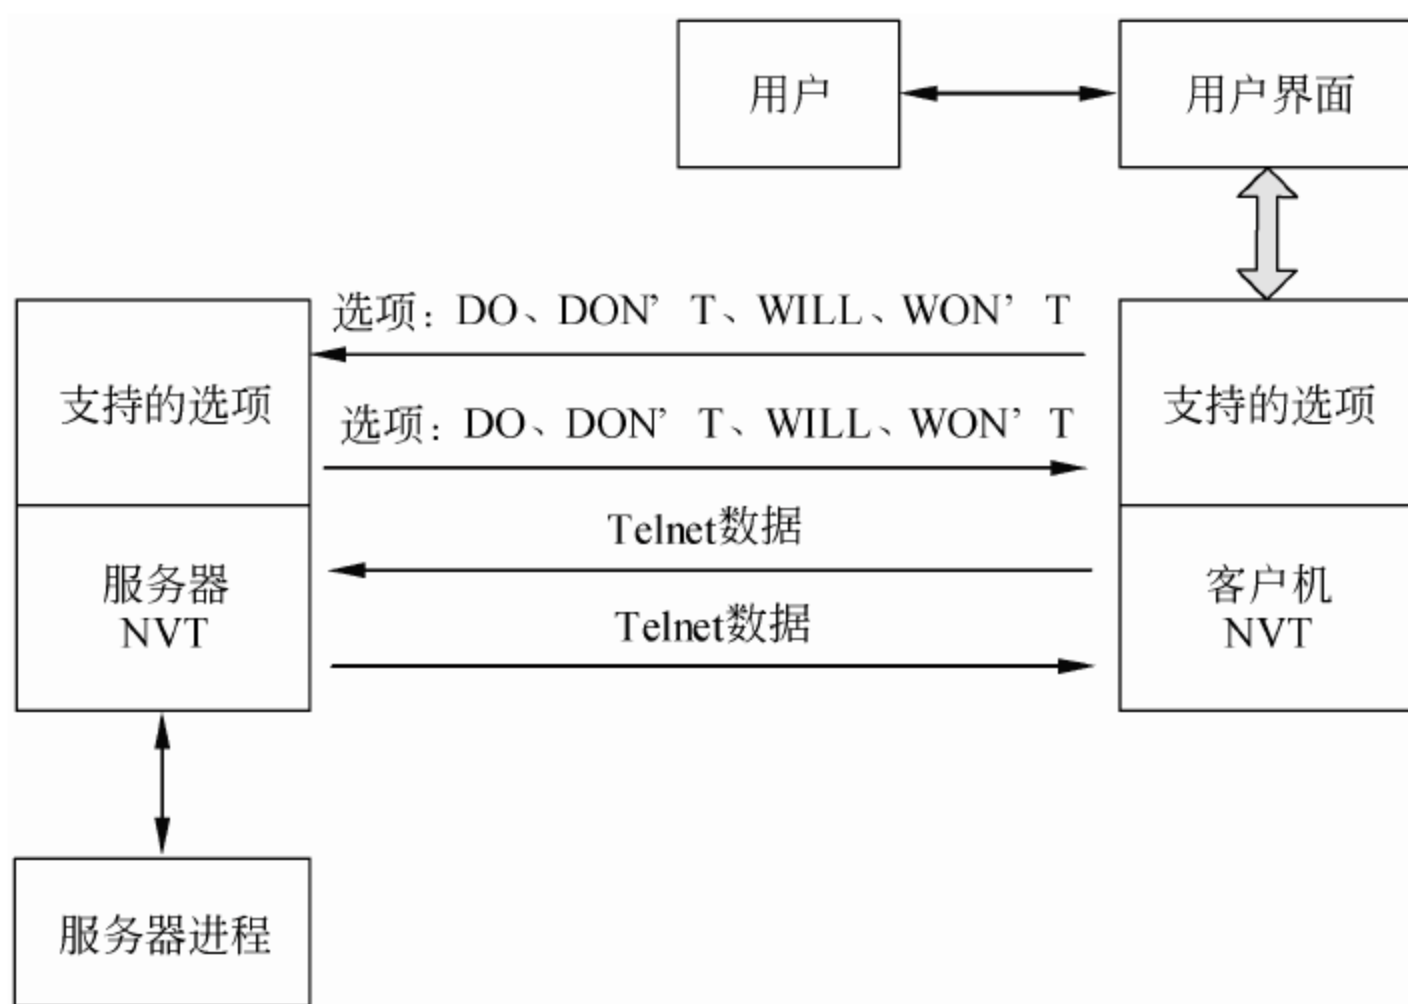 用户
用户界面
选项：DO、DON’T、WILL、WON’T
支持的选项
支持的选项
选项：DO、DON’T、WILL、WON’T
Telnet数据
服务器
NVT
客户机
NVT
Telnet数据
服务器进程